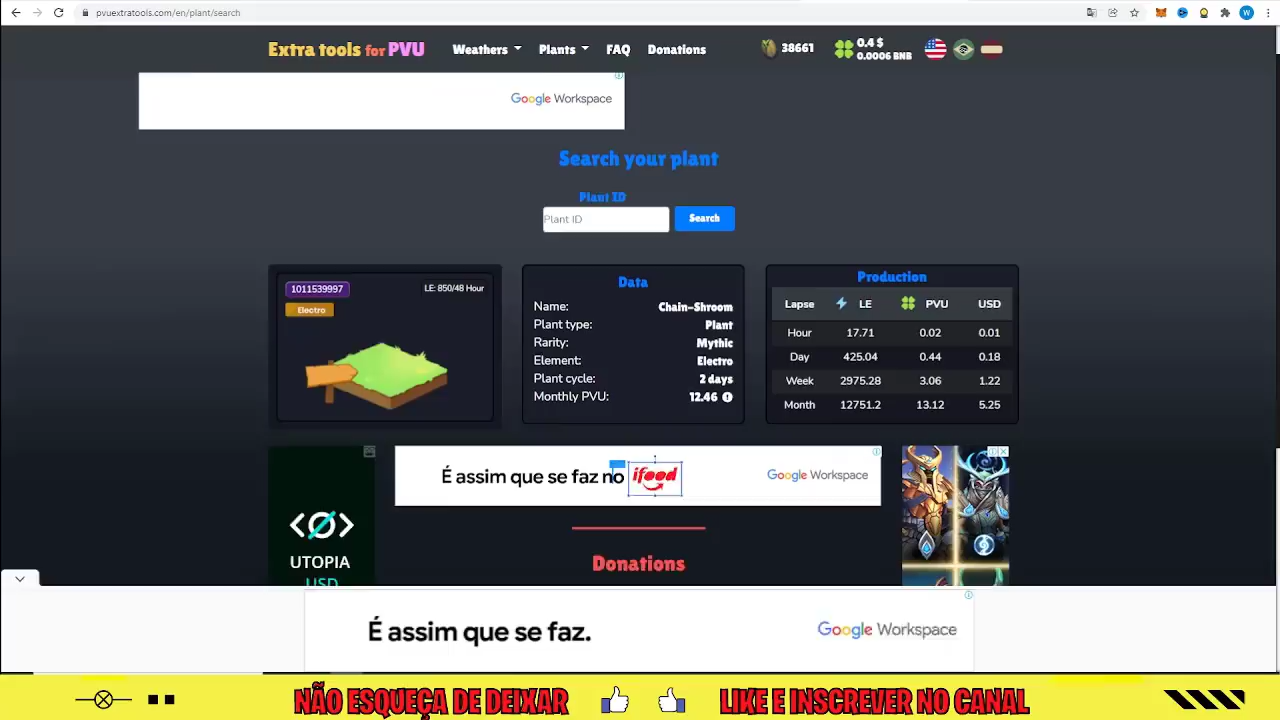 pvuextratools.com/en/plant/search
W
Extra tools for PVU
Weathers
Plants
FAQ
Donations
38661
0.4 $
0.0006 BNB
Google Workspace
Search your plant
Plant ID
Plant ID
Search
1011539997
LE: 850/48 Hour
Electro
Data
Name: Chain-Shroom
Plant type: Plant
Rarity: Mythic
Element: Electro
Plant cycle: 2 days
Monthly PVU: 12.46
Production
Lapse LE PVU USD
Hour 17.71 0.02 0.01
Day 425.04 0.44 0.18
Week 2975.28 3.06 1.22
Month 12751.2 13.12 5.25
UTOPIA
USD
É assim que se faz no ifood
Google Workspace
Donations
É assim que se faz.
Google Workspace
NÃO ESQUEÇA DE DEIXAR LIKE E INSCREVER NO CANAL